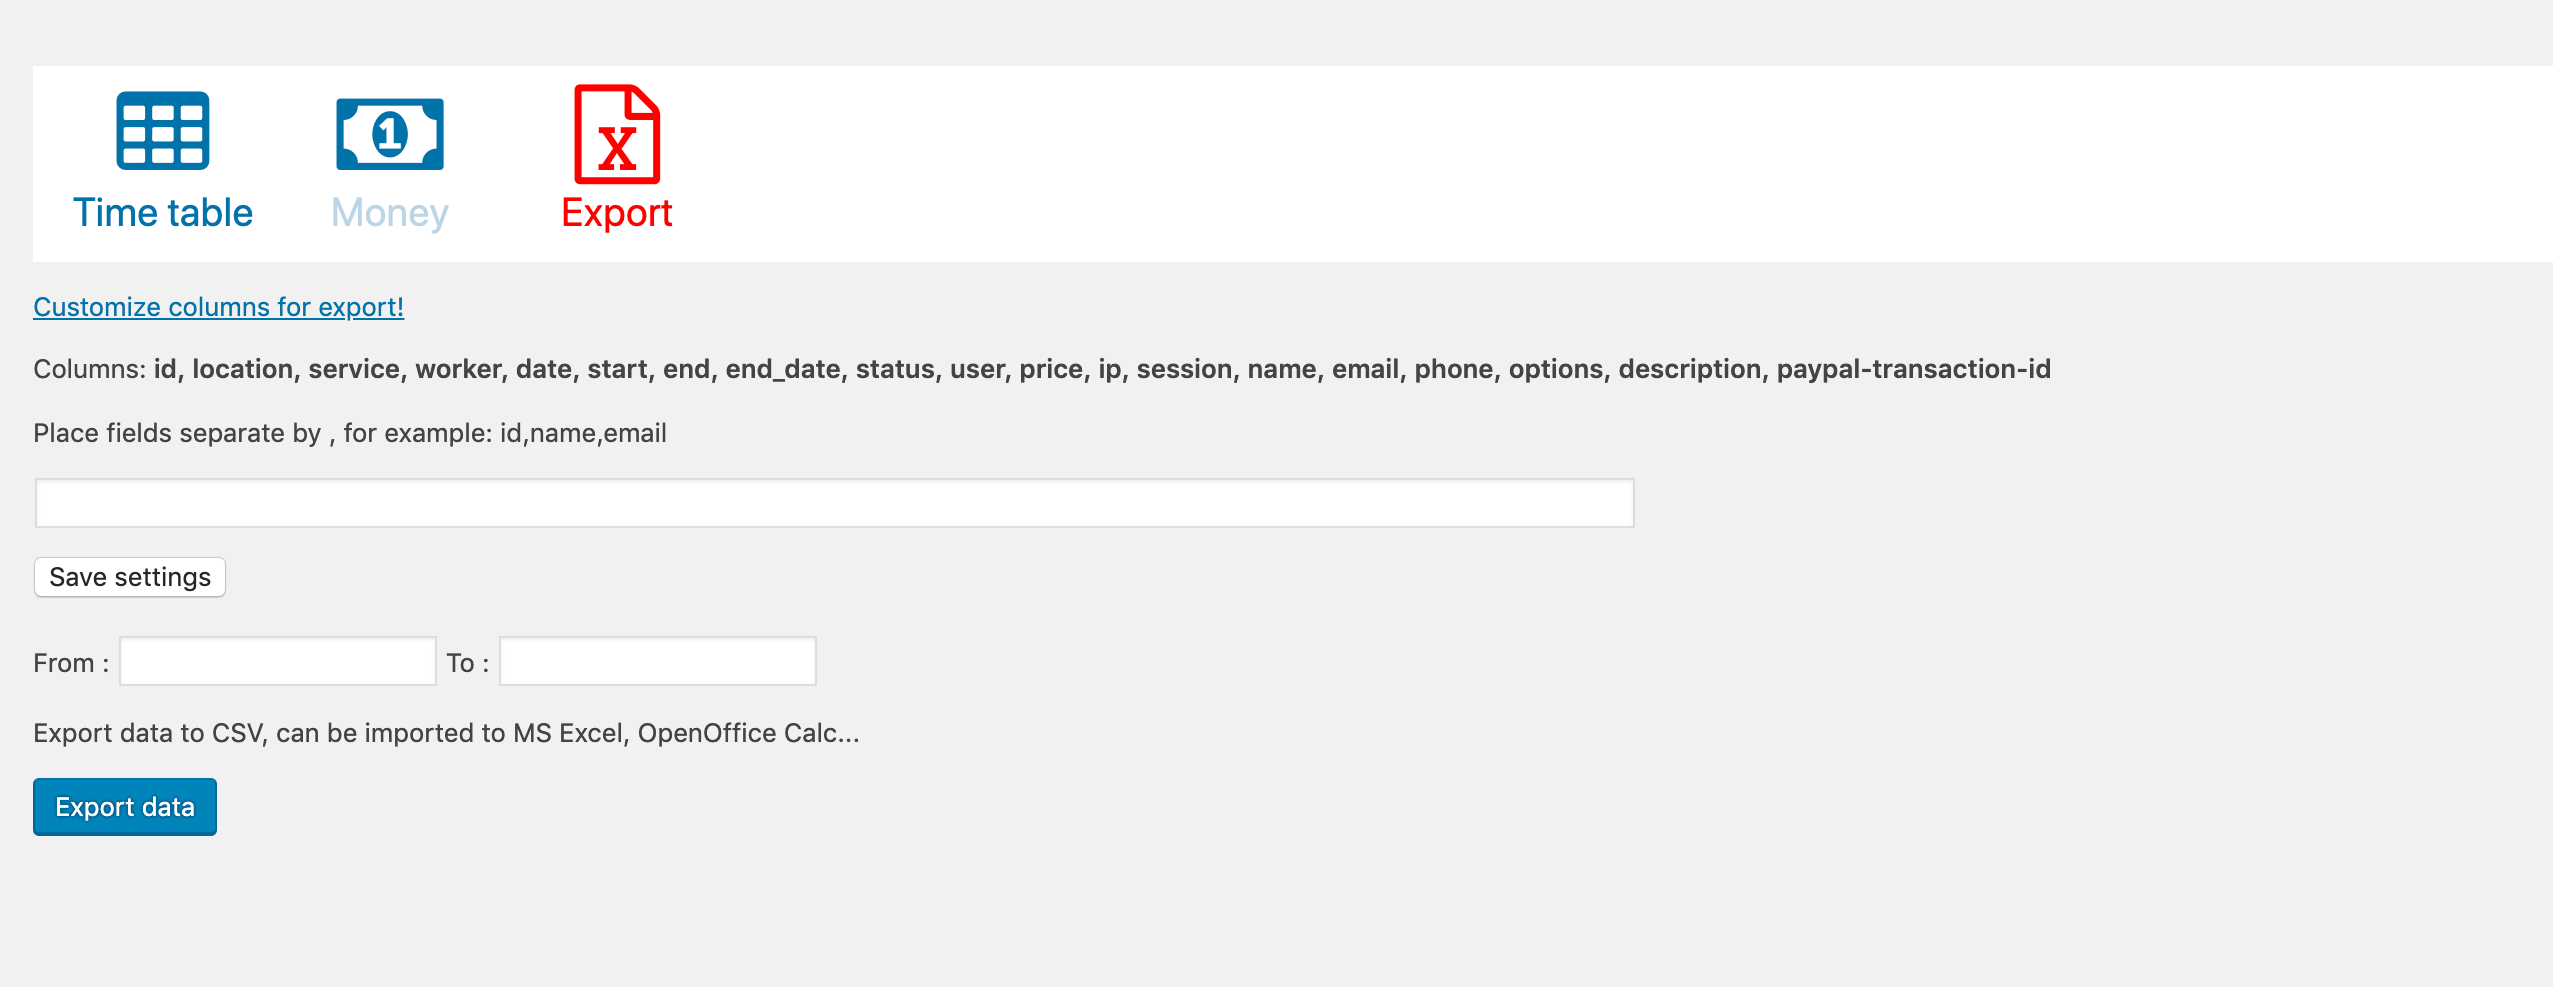 Time table Money Export
Customize columns for export!
Columns: id, location, service, worker, date, start, end, end_date, status, user, price, ip, session, name, email, phone, options, description, paypal-transaction-id
Place fields separate by , for example: id,name,email
Save settings
From : To :
Export data to CSV, can be imported to MS Excel, OpenOffice Calc...
Export data